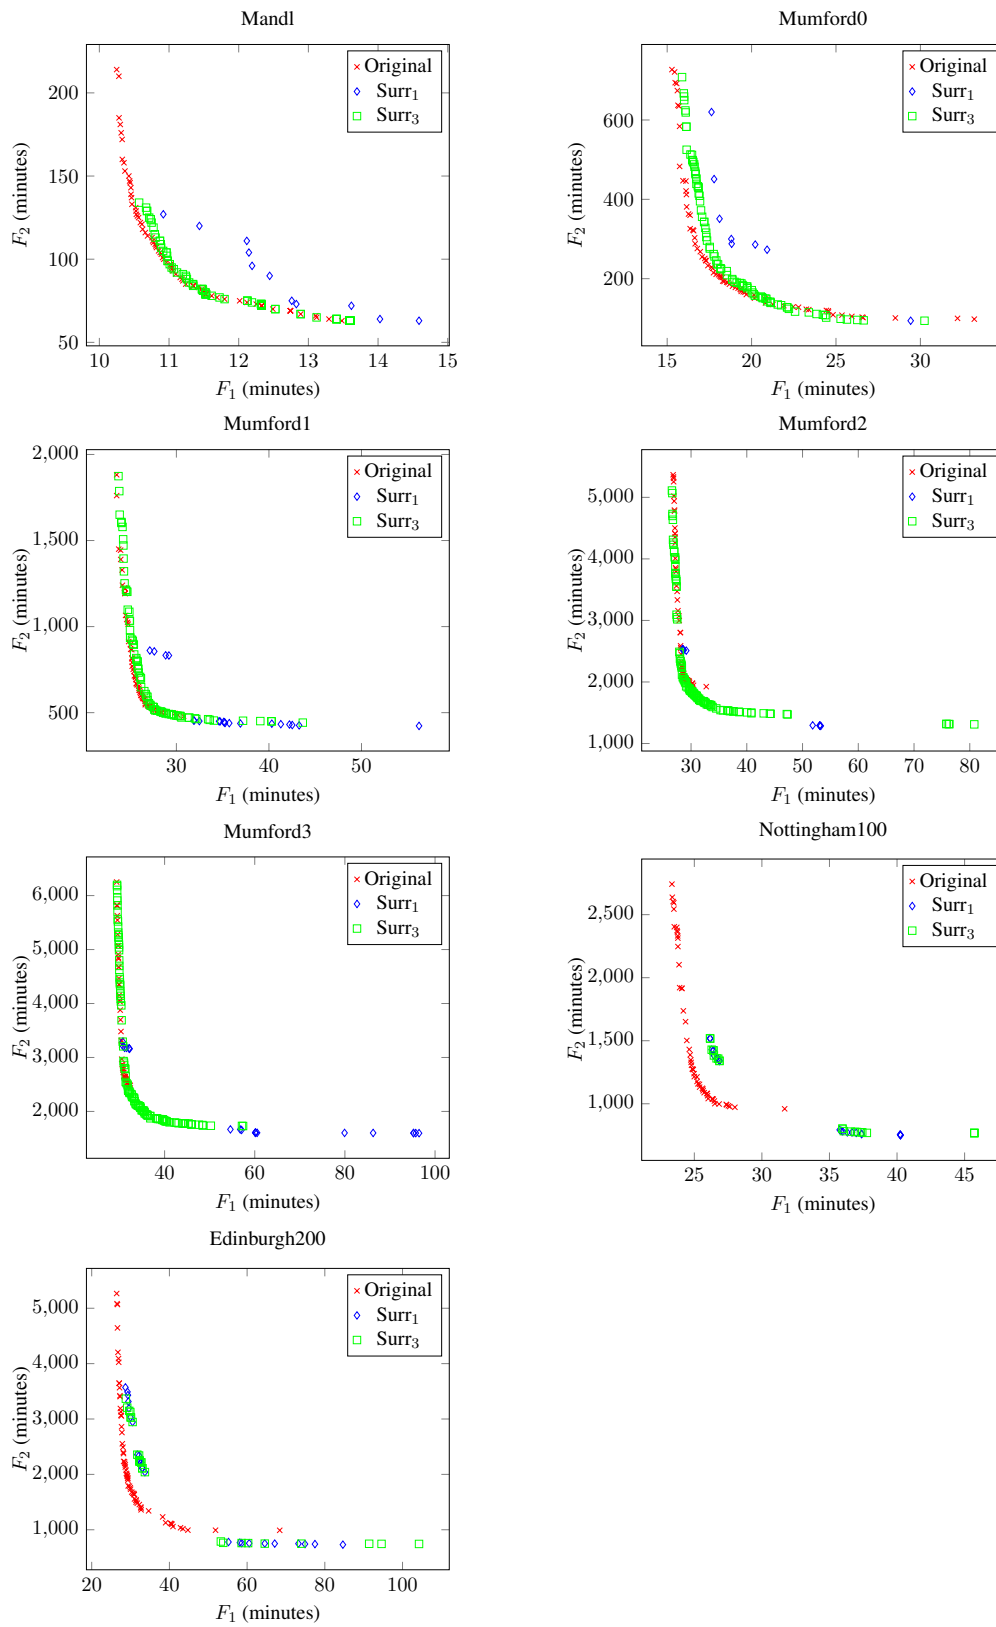 Mandl
Original
Surr1
Surr3
200
150
100
50
F2 (minutes)
10 11 12 13 14 15
F1 (minutes)
Mumford0
Original
Surr1
Surr3
600
400
200
F2 (minutes)
15 20 25 30
F1 (minutes)
Mumford1
Original
Surr1
Surr3
2,000
1,500
1,000
500
F2 (minutes)
30 40 50
F1 (minutes)
Mumford2
Original
Surr1
Surr3
5,000
4,000
3,000
2,000
1,000
F2 (minutes)
30 40 50 60 70 80
F1 (minutes)
Mumford3
Original
Surr1
Surr3
6,000
5,000
4,000
3,000
2,000
F2 (minutes)
40 60 80 100
F1 (minutes)
Nottingham100
Original
Surr1
Surr3
2,500
2,000
1,500
1,000
F2 (minutes)
25 30 35 40 45
F1 (minutes)
Edinburgh200
Original
Surr1
Surr3
5,000
4,000
3,000
2,000
1,000
F2 (minutes)
20 40 60 80 100
F1 (minutes)